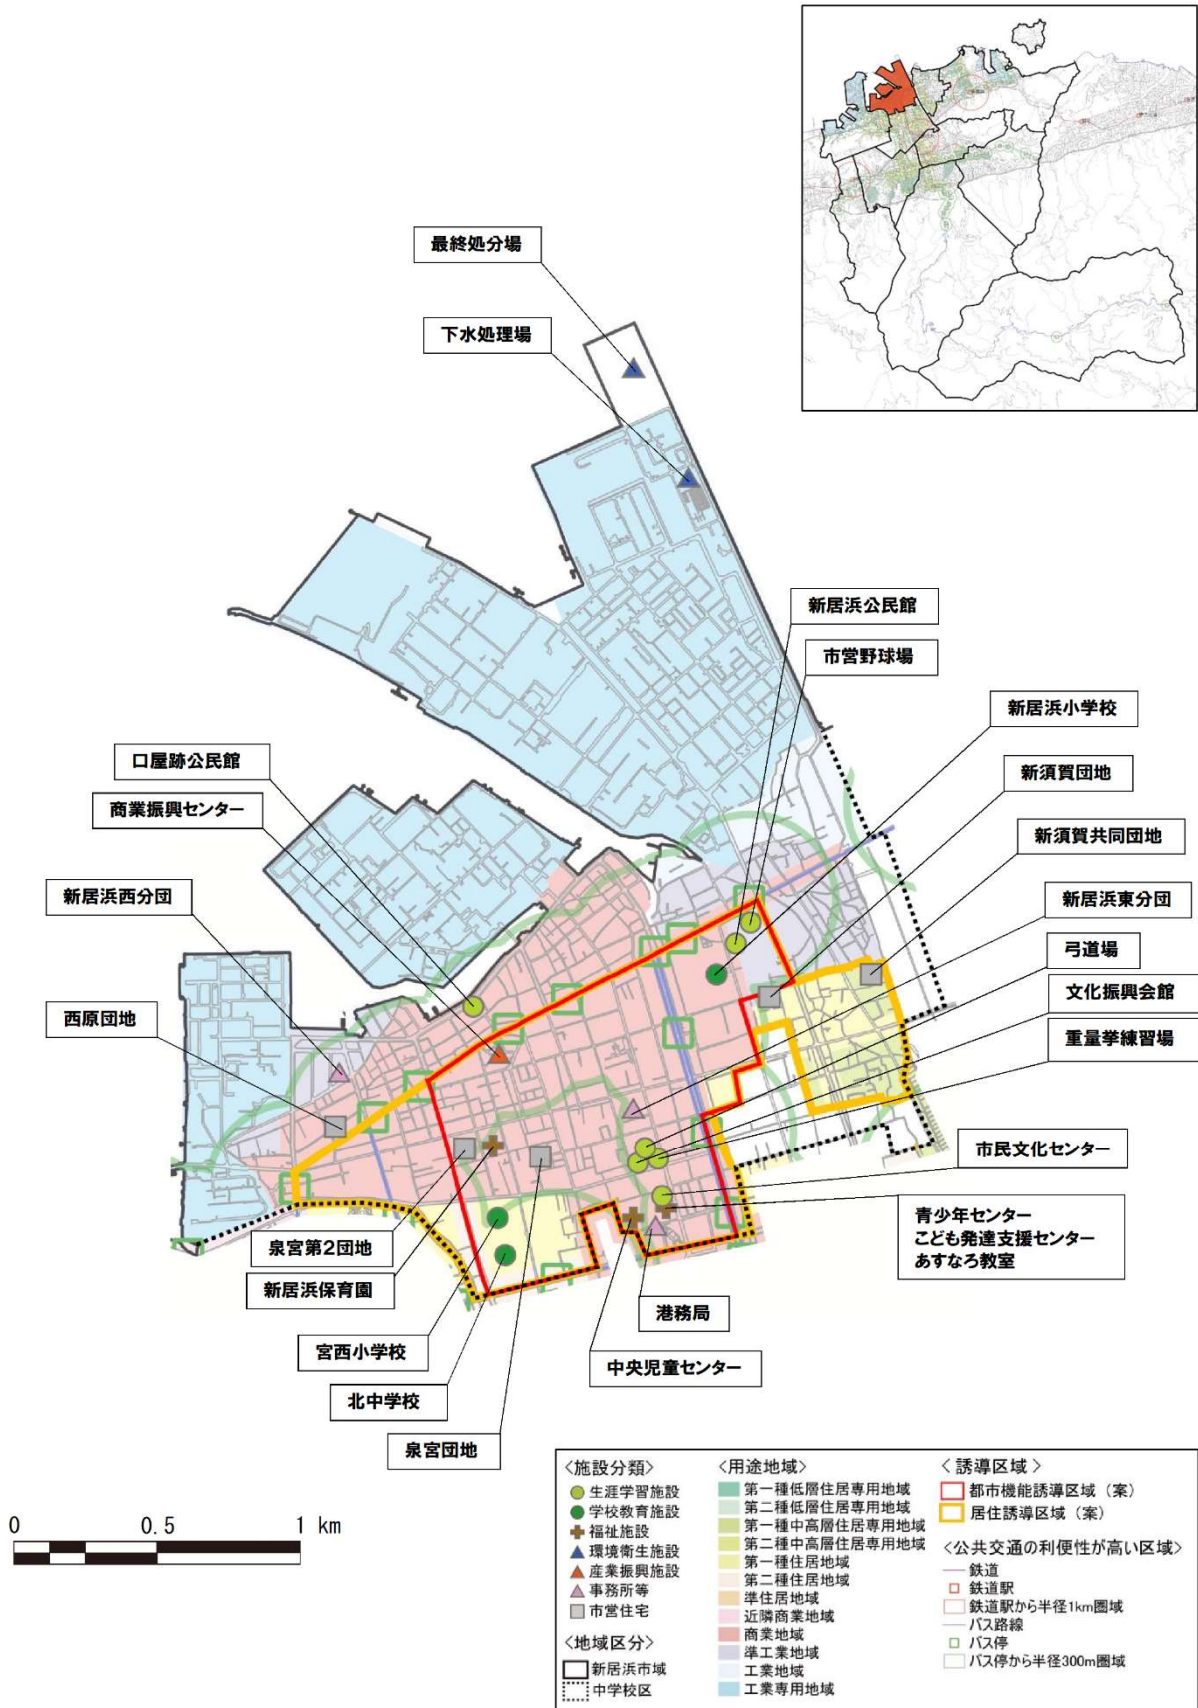 最終処分場
下水処理場
新居浜公民館
市営野球場
新居浜小学校
口屋跡公民館
新須賀団地
商業振興センター
新須賀共同団地
新居浜西分団
新居浜東分団
弓道場
西原団地
文化振興会館
重量挙練習場
市民文化センター
青少年センター
こども発達支援センター
あすなろ教室
泉宮第2団地
新居浜保育園
港務局
宮西小学校
中央児童センター
北中学校
泉宮団地
0 0.5 1 km
<施設分類>
生涯学習施設
学校教育施設
福祉施設
環境衛生施設
産業振興施設
事務所等
市営住宅
<地域区分>
新居浜市域
中学校区
<用途地域>
第一種低層住居専用地域
第二種低層住居専用地域
第一種中高層住居専用地域
第二種中高層住居専用地域
第一種住居地域
第二種住居地域
準住居地域
近隣商業地域
商業地域
準工業地域
工業地域
工業専用地域
<誘導区域>
都市機能誘導区域(案)
居住誘導区域(案)
<公共交通の利便性が高い区域>
鉄道
鉄道駅
鉄道駅から半径1km圏域
バス路線
バス停
バス停から半径300m圏域